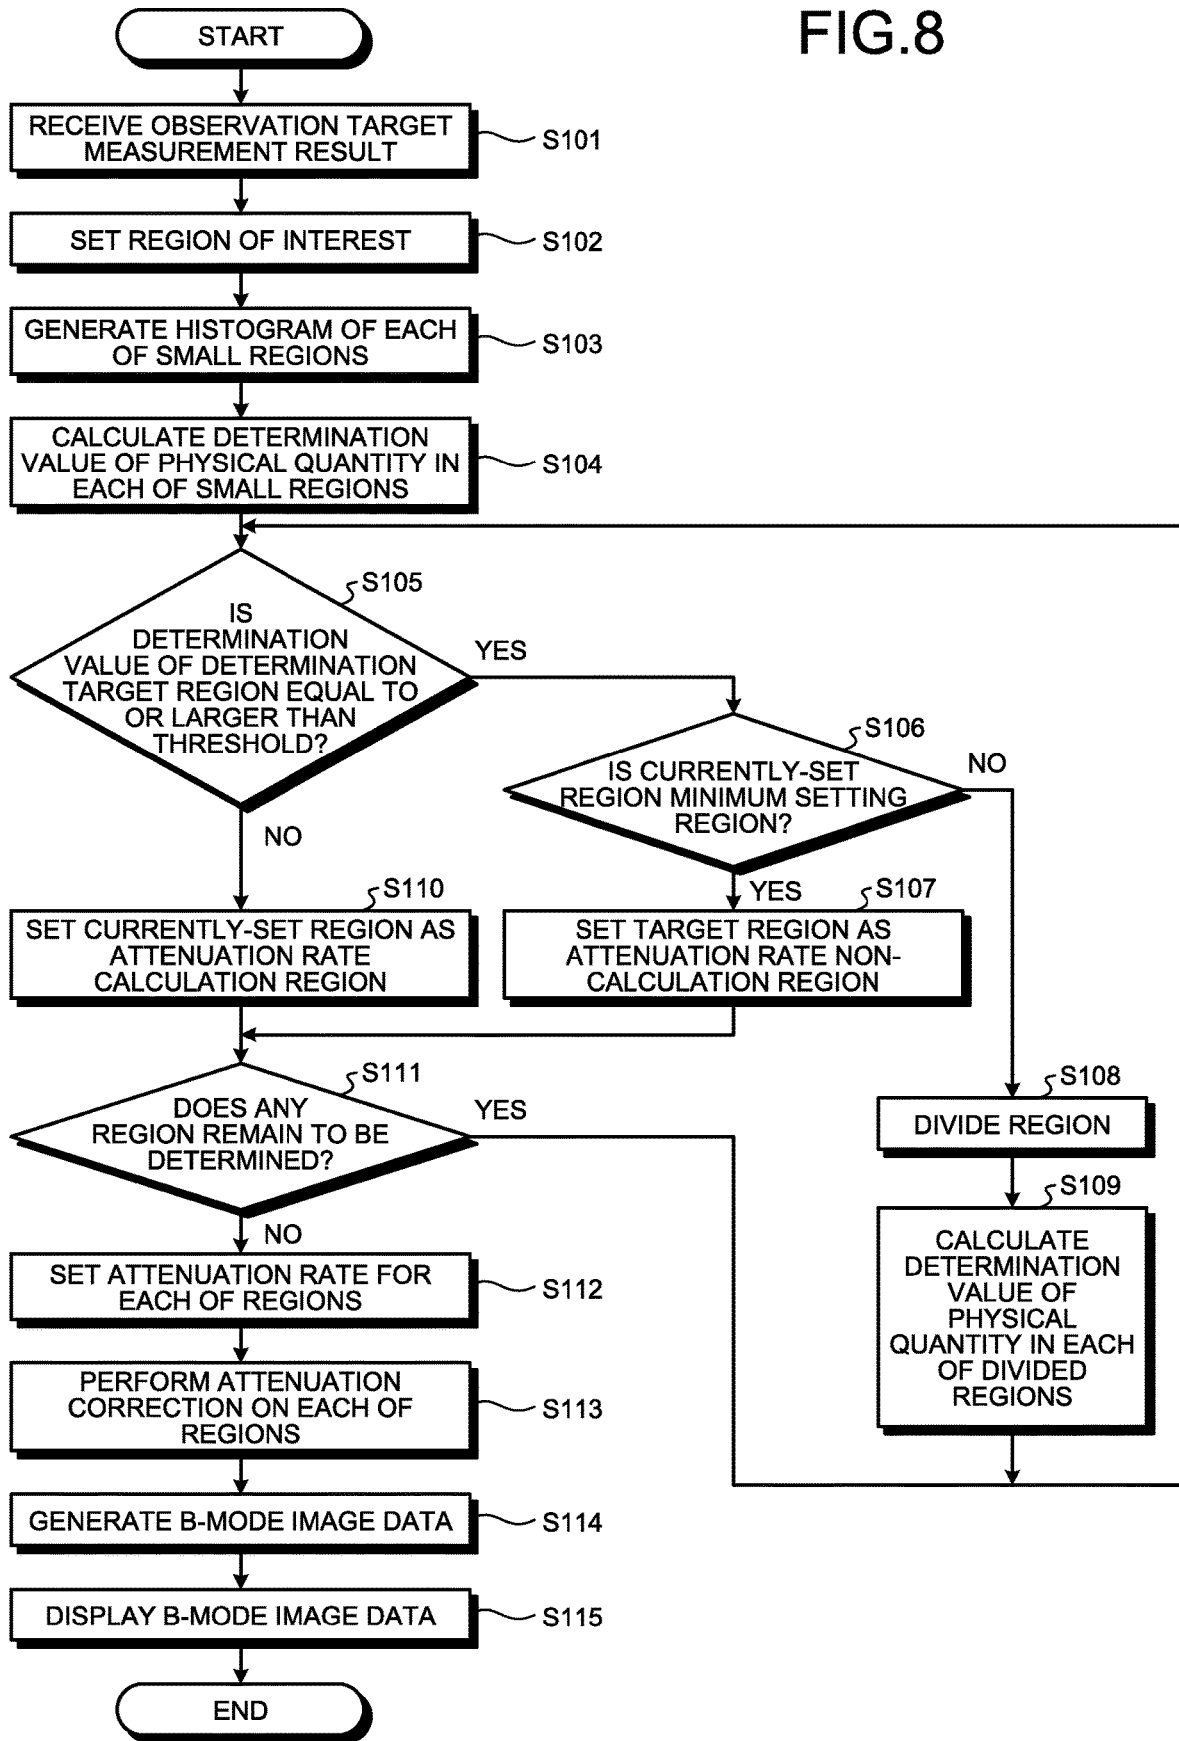 FIG.8
START
RECEIVE OBSERVATION TARGET
MEASUREMENT RESULT
S101
SET REGION OF INTEREST
S102
GENERATE HISTOGRAM OF EACH
OF SMALL REGIONS
S103
CALCULATE DETERMINATION
VALUE OF PHYSICAL QUANTITY IN
EACH OF SMALL REGIONS
S104
S105
IS
DETERMINATION
VALUE OF DETERMINATION
TARGET REGION EQUAL TO
OR LARGER THAN
THRESHOLD?
YES
NO
S106
IS CURRENTLY-SET
REGION MINIMUM SETTING
REGION?
NO
YES
S110
SET CURRENTLY-SET REGION AS
ATTENUATION RATE
CALCULATION REGION
S107
SET TARGET REGION AS
ATTENUATION RATE NON-
CALCULATION REGION
S111
DOES ANY
REGION REMAIN TO BE
DETERMINED?
YES
NO
S108
DIVIDE REGION
S109
CALCULATE
DETERMINATION
VALUE OF
PHYSICAL
QUANTITY IN EACH
OF DIVIDED
REGIONS
SET ATTENUATION RATE FOR
EACH OF REGIONS
S112
PERFORM ATTENUATION
CORRECTION ON EACH OF
REGIONS
S113
GENERATE B-MODE IMAGE DATA
S114
DISPLAY B-MODE IMAGE DATA
S115
END